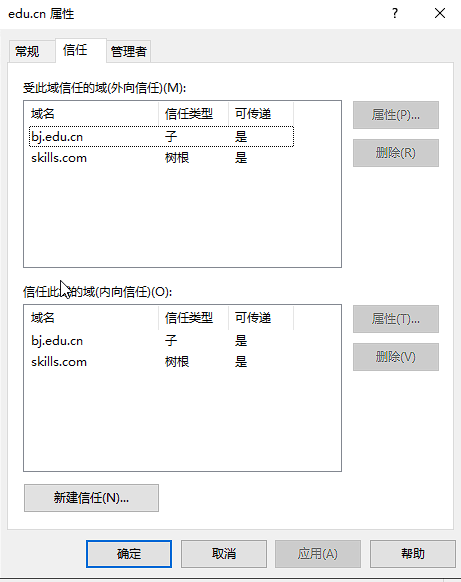 edu.cn 属性
常规 信任 管理者
受此域信任的域(外向信任)(M):
域名 信任类型 可传递
bj.edu.cn 子 是
skills.com 树根 是
属性(P)...
删除(R)
信任此的域(内向信任)(O):
域名 信任类型 可传递
bj.edu.cn 子 是
skills.com 树根 是
属性(T)...
删除(V)
新建信任(N)...
确定 取消 应用(A) 帮助